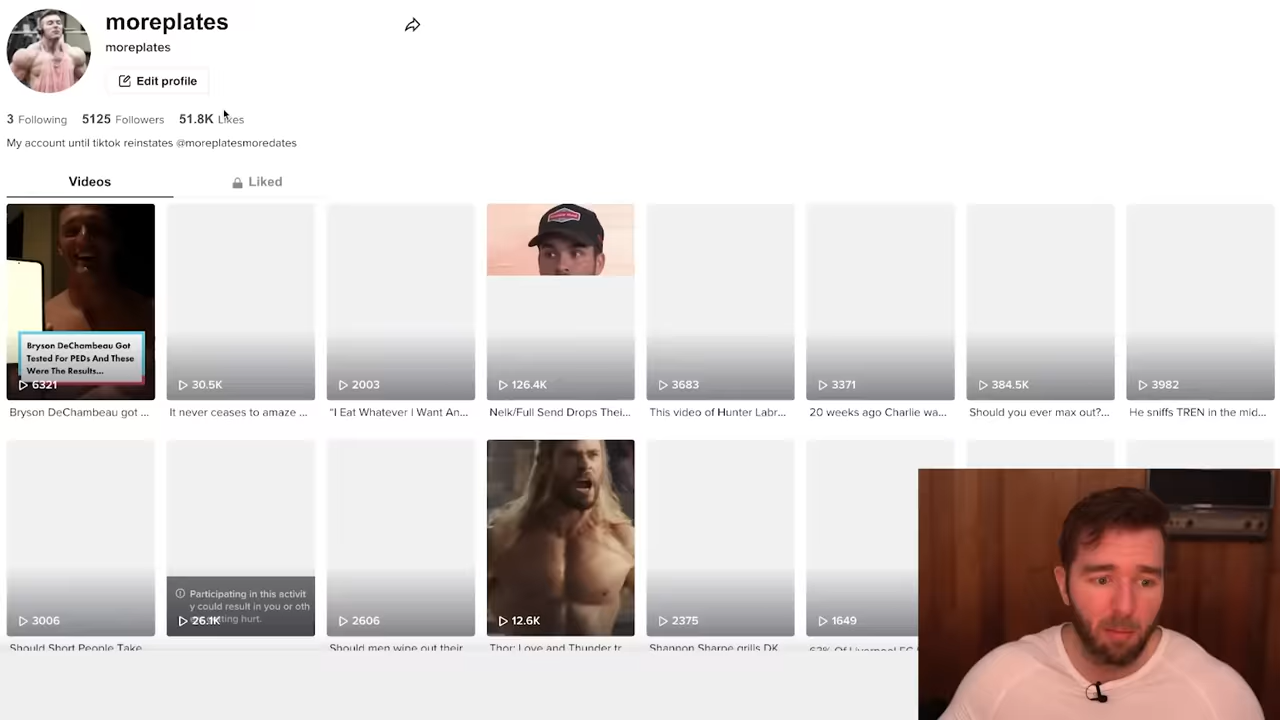 moreplates
moreplates
Edit profile
3 Following 5125 Followers 51.8K Likes
My account until tiktok reinstates @moreplatesmoredates
Videos
Liked
Bryson DeChambeau Got
Tested For PEDs And These
Were The Results...
6321
30.5K
2003
126.4K
3683
3371
384.5K
3982
Bryson DeChambeau got ...
It never ceases to amaze ...
"I Eat Whatever I Want An...
Nelk/Full Send Drops Thei...
This video of Hunter Labr...
20 weeks ago Charlie wa...
Should you ever max out?...
He sniffs TREN in the mid...
Participating in this activit
y could result in you or oth
ting hurt.
3006
26.1K
2606
12.6K
2375
1649
Should Short People Take
Should men wipe out their
Thor: Love and Thunder tr
Shannon Sharpe grills DK
62% Of Liverpool FC